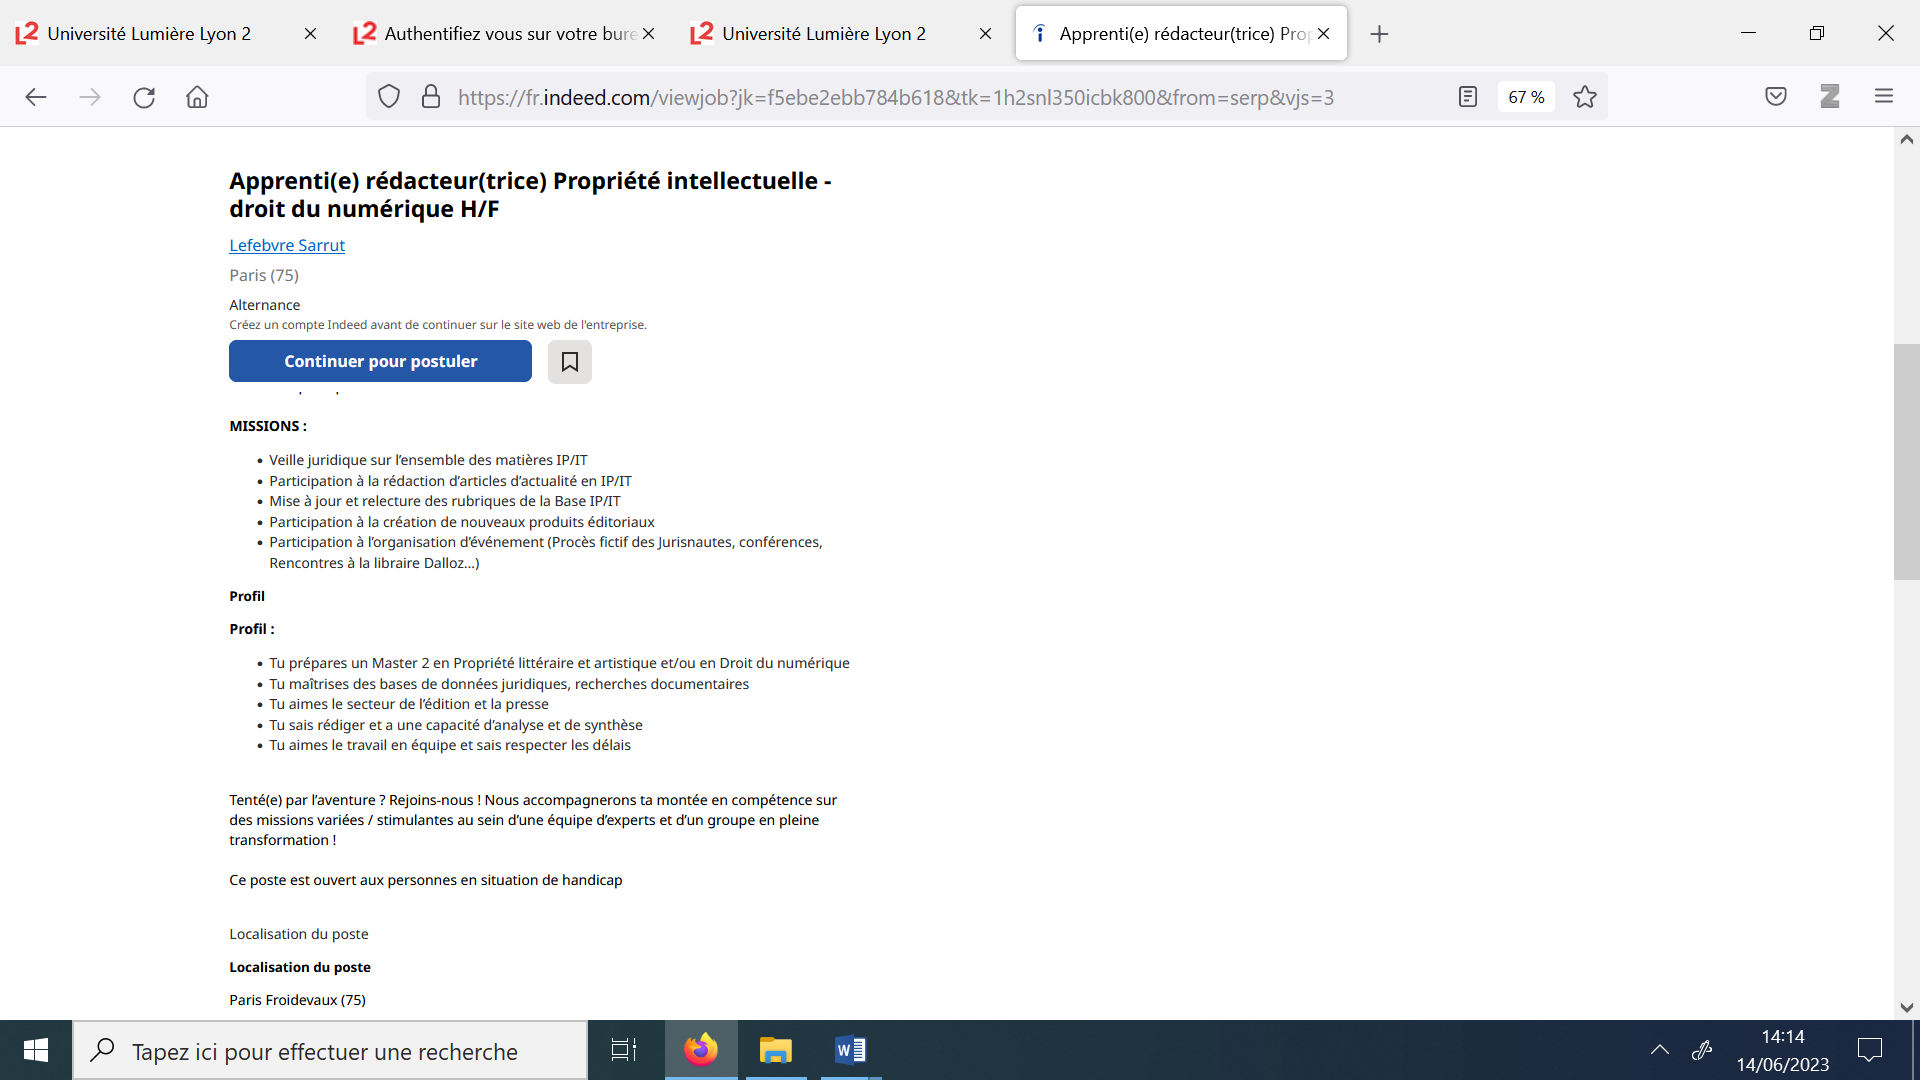 Université Lumière Lyon 2
Authentifiez vous sur votre bure
Université Lumière Lyon 2
Apprenti(e) rédacteur(trice) Prop
https://fr.indeed.com/viewjob?jk=f5ebe2ebb784b618&tk=1h2snl350icbk800&from=serp&vjs=3
67 %
Apprenti(e) rédacteur(trice) Propriété intellectuelle -
droit du numérique H/F
Lefebvre Sarrut
Paris (75)
Alternance
Créez un compte Indeed avant de continuer sur le site web de l'entreprise.
Continuer pour postuler
MISSIONS :
• Veille juridique sur l’ensemble des matières IP/IT
• Participation à la rédaction d’articles d’actualité en IP/IT
• Mise à jour et relecture des rubriques de la Base IP/IT
• Participation à la création de nouveaux produits éditoriaux
• Participation à l’organisation d’événement (Procès fictif des Jurisnautes, conférences,
Rencontres à la libraire Dalloz…)
Profil
Profil :
• Tu prépares un Master 2 en Propriété littéraire et artistique et/ou en Droit du numérique
• Tu maîtrises des bases de données juridiques, recherches documentaires
• Tu aimes le secteur de l’édition et la presse
• Tu sais rédiger et a une capacité d’analyse et de synthèse
• Tu aimes le travail en équipe et sais respecter les délais
Tenté(e) par l’aventure ? Rejoins-nous ! Nous accompagnerons ta montée en compétence sur
des missions variées / stimulantes au sein d’une équipe d’experts et d’un groupe en pleine
transformation !
Ce poste est ouvert aux personnes en situation de handicap
Localisation du poste
Localisation du poste
Paris Froidevaux (75)
Tapez ici pour effectuer une recherche
14:14
14/06/2023